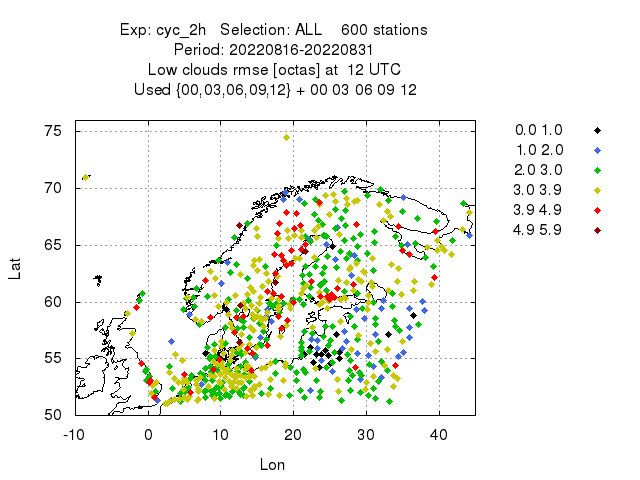 Exp: cyc_2h   Selection: ALL    600 stations
Period: 20220816-20220831
Low clouds rmse [octas] at  12 UTC
Used {00,03,06,09,12} + 00 03 06 09 12
0.0 1.0
1.0 2.0
2.0 3.0
3.0 3.9
3.9 4.9
4.9 5.9
75
70
65
60
55
50
Lat
-10 0 10 20 30 40
Lon